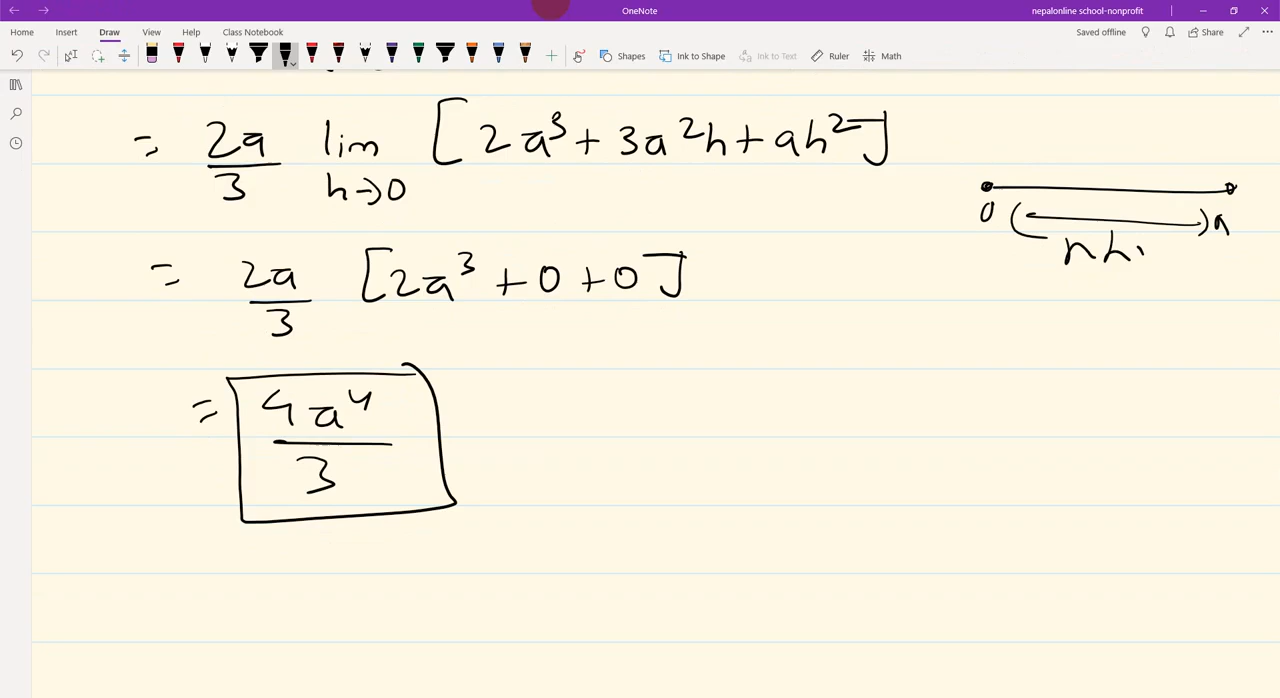 OneNote
nepalonline school-nonprofit
Home Insert Draw View Help Class Notebook
Saved offline Share
Shapes Ink to Shape Ink to Text Ruler Math
= 2a/3 lim h→0 [2a³ + 3a²h + ah²]
0 a
nh
= 2a/3 [2a³ + 0 + 0]
= 4a⁴/3